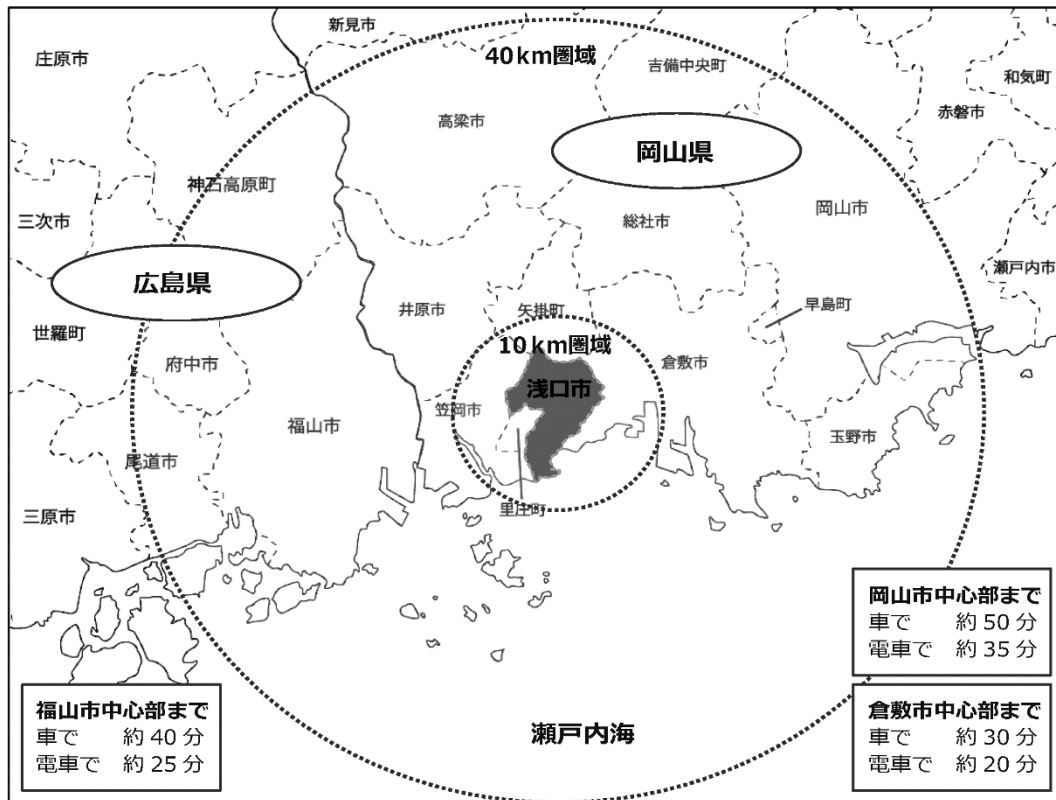 新見市
庄原市
40km圏域
吉備中央町
和気町
赤磐市
高梁市
岡山県
神石高原町
岡山市
三次市
総社市
瀬戸内市
広島県
井原市
矢掛町
早島町
世羅町
10km圏域
府中市
倉敷市
浅口市
笠岡市
福山市
玉野市
尾道市
里庄町
三原市
岡山市中心部まで
車で 約50分
電車で 約35分
福山市中心部まで
車で 約40分
電車で 約25分
瀬戸内海
倉敷市中心部まで
車で 約30分
電車で 約20分